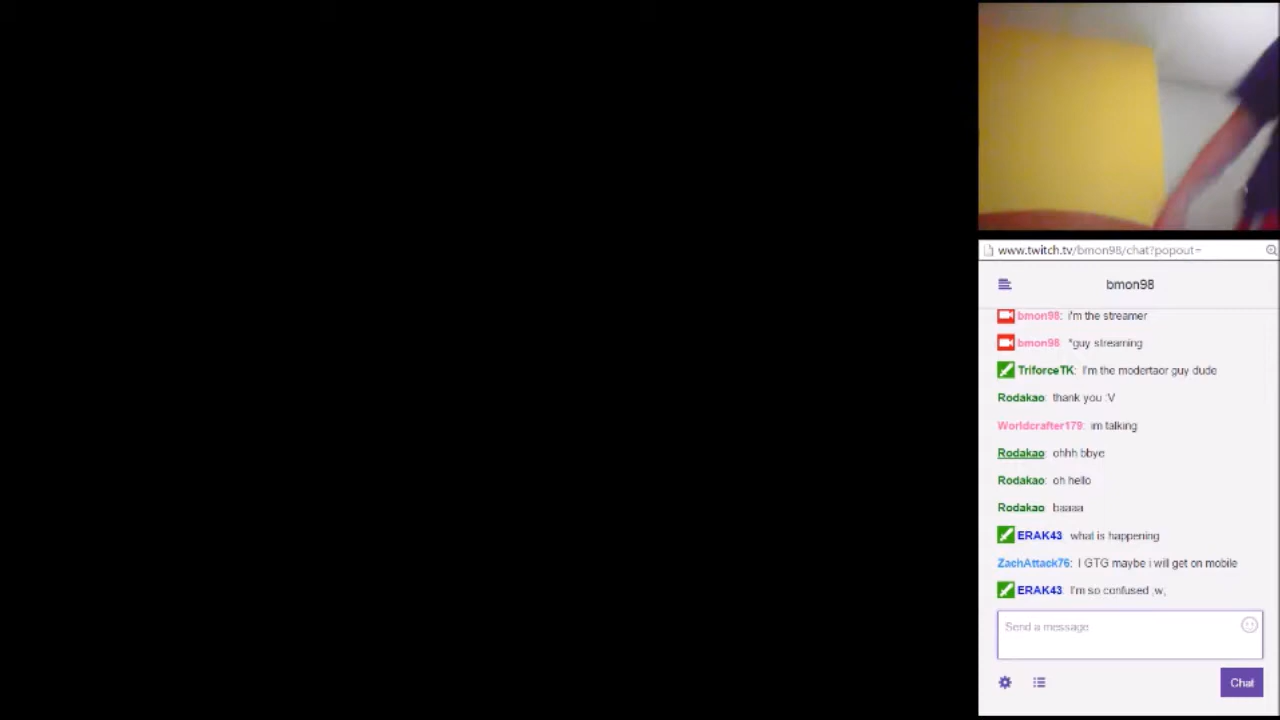 www.twitch.tv/bmon98/chat?popout=
bmon98
bmon98: i'm the streamer
bmon98: *guy streaming
TriforceTK: I'm the modertaor guy dude
Rodakao: thank you :V
Worldcrafter179: im talking
Rodakao: ohhh bbye
Rodakao: oh hello
Rodakao: baaaa
ERAK43: what is happening
ZachAttack76: I GTG maybe i will get on mobile
ERAK43: I'm so confused ;w;
Send a message
Chat